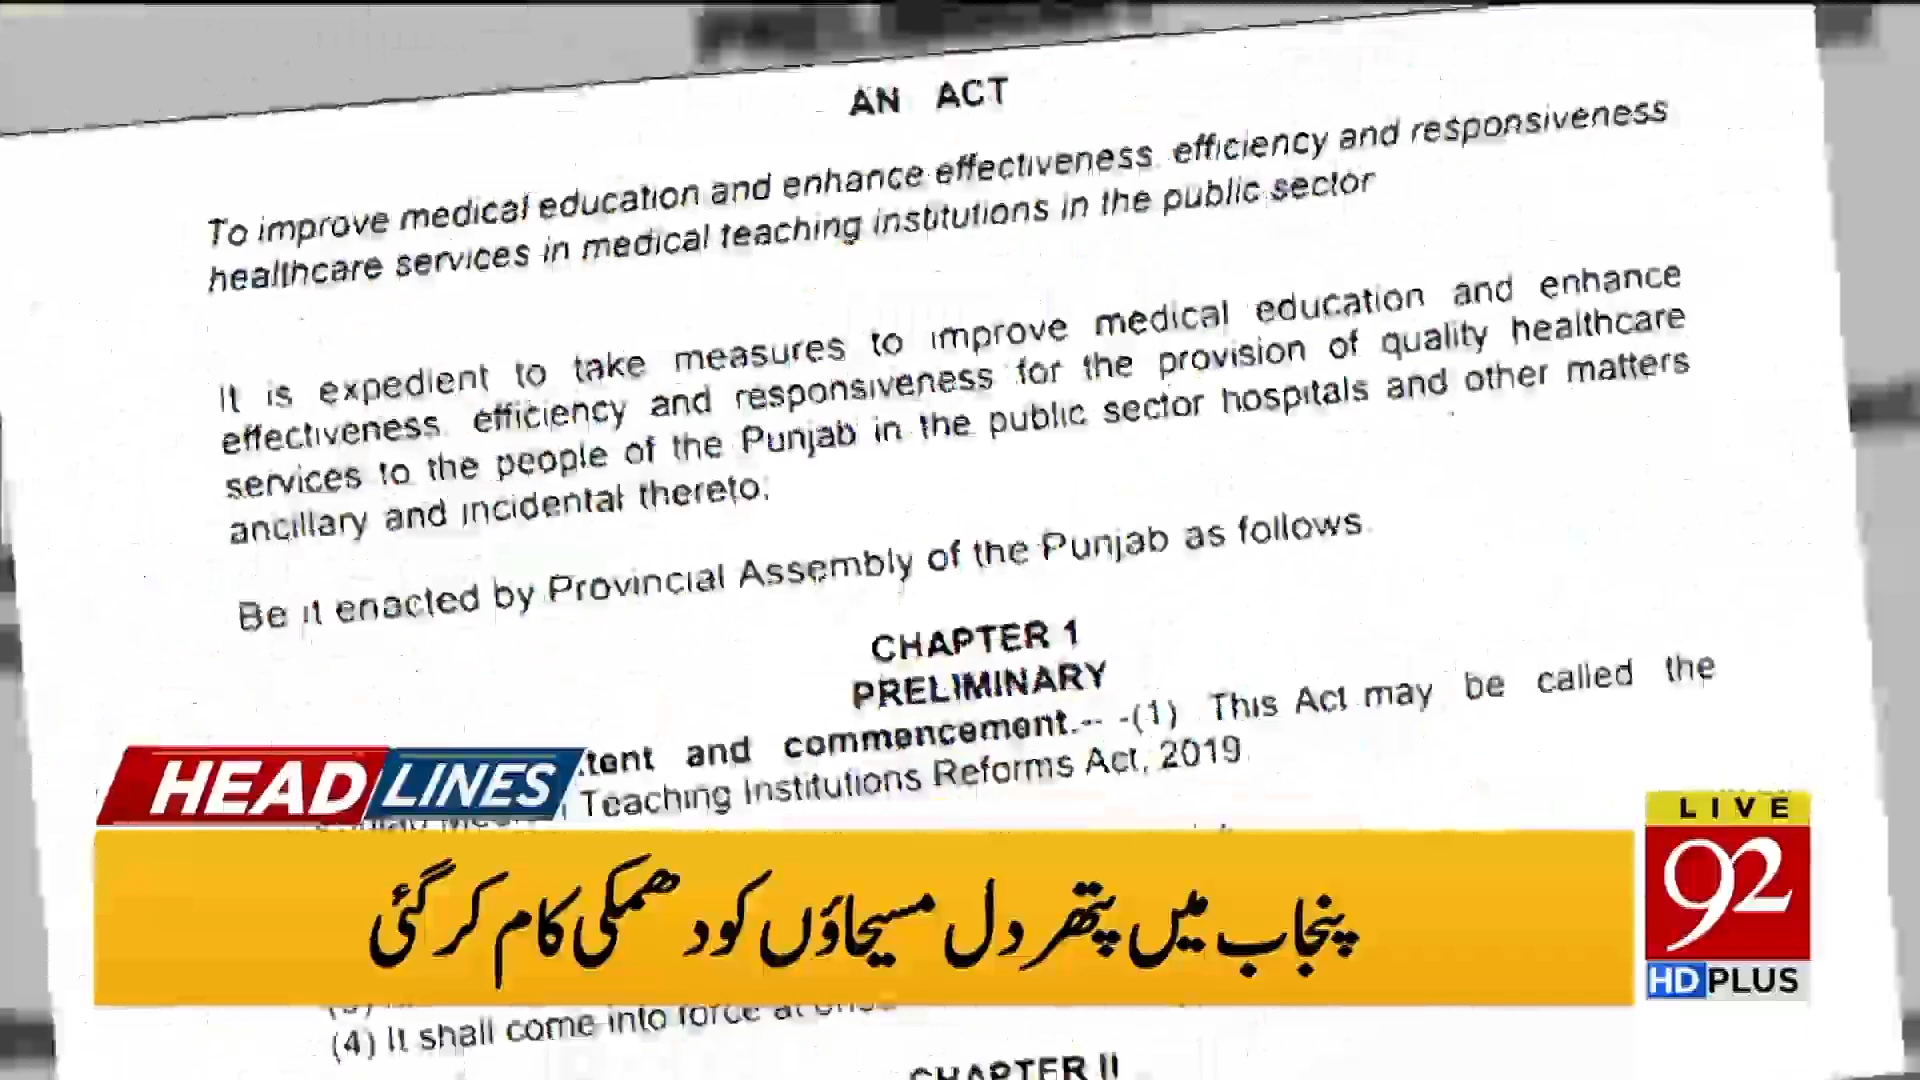 AN ACT
To improve medical education and enhance effectiveness efficiency and responsiveness
healthcare services in medical teaching institutions in the public sector
It is expedient to take measures to improve medical education and enhance
effectiveness efficiency and responsiveness for the provision of quality healthcare
services to the people of the Punjab in the public sector hospitals and other matters
ancillary and incidental thereto;
Be it enacted by Provincial Assembly of the Punjab as follows.
CHAPTER 1
PRELIMINARY
and commencement.-- -(1) This Act may be called the
Teaching Institutions Reforms Act, 2019
HEADLINES
LIVE
پنجاب میں پتھر دل مسیحاؤں کو دھمکی کام کر گئی
92
HD PLUS
(4) It shall come into force at
CHAPTER II